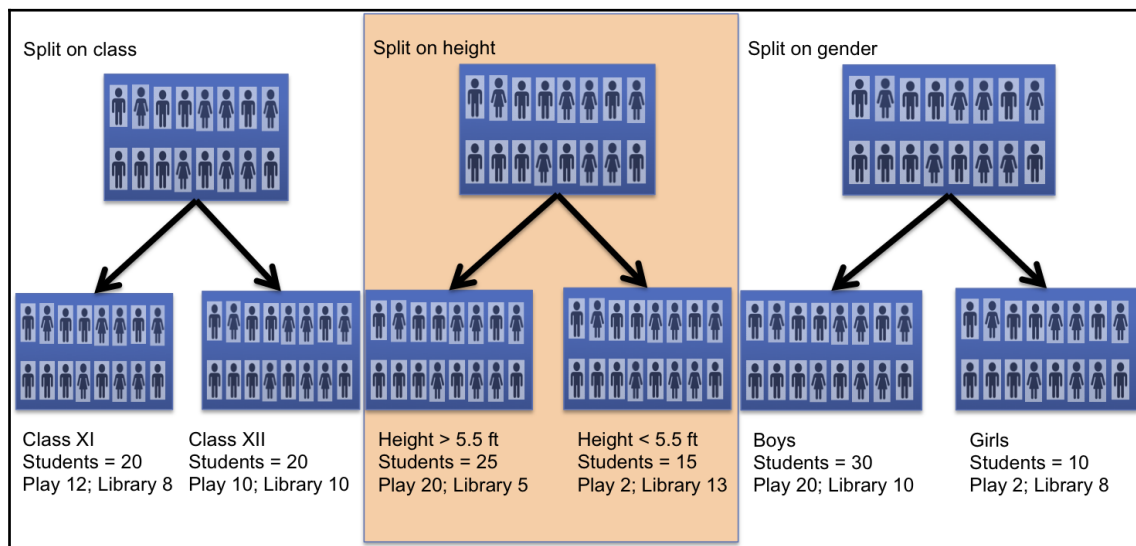 Split on class
Split on height
Split on gender
Class XI
Students = 20
Play 12; Library 8
Class XII
Students = 20
Play 10; Library 10
Height > 5.5 ft
Students = 25
Play 20; Library 5
Height < 5.5 ft
Students = 15
Play 2; Library 13
Boys
Students = 30
Play 20; Library 10
Girls
Students = 10
Play 2; Library 8